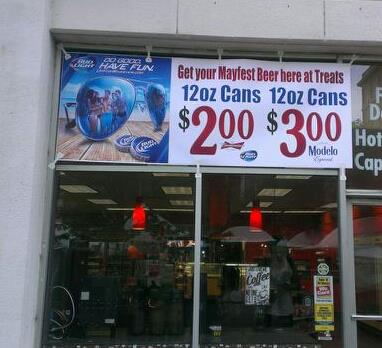 BUD LIGHT
DO GOOD.
HAVE FUN.
Get your Mayfest Beer here at Treats
12oz Cans 12oz Cans
$2.00 $3.00
Modelo
Especial
Hot
Cap
Coffee